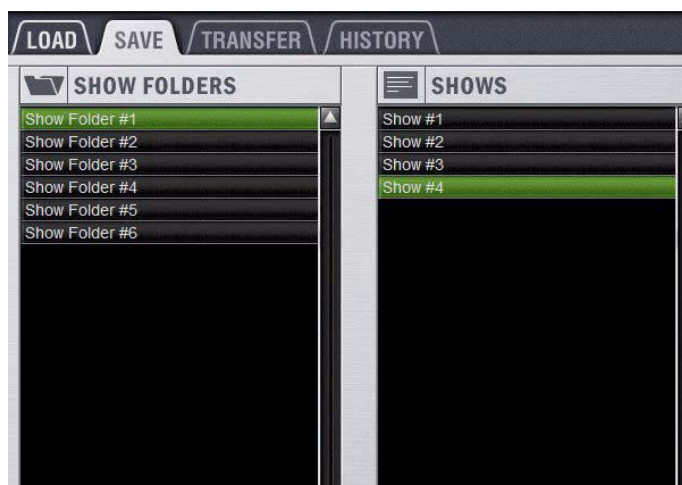 LOAD SAVE TRANSFER HISTORY
SHOW FOLDERS
Show Folder #1
Show Folder #2
Show Folder #3
Show Folder #4
Show Folder #5
Show Folder #6
SHOWS
Show #1
Show #2
Show #3
Show #4